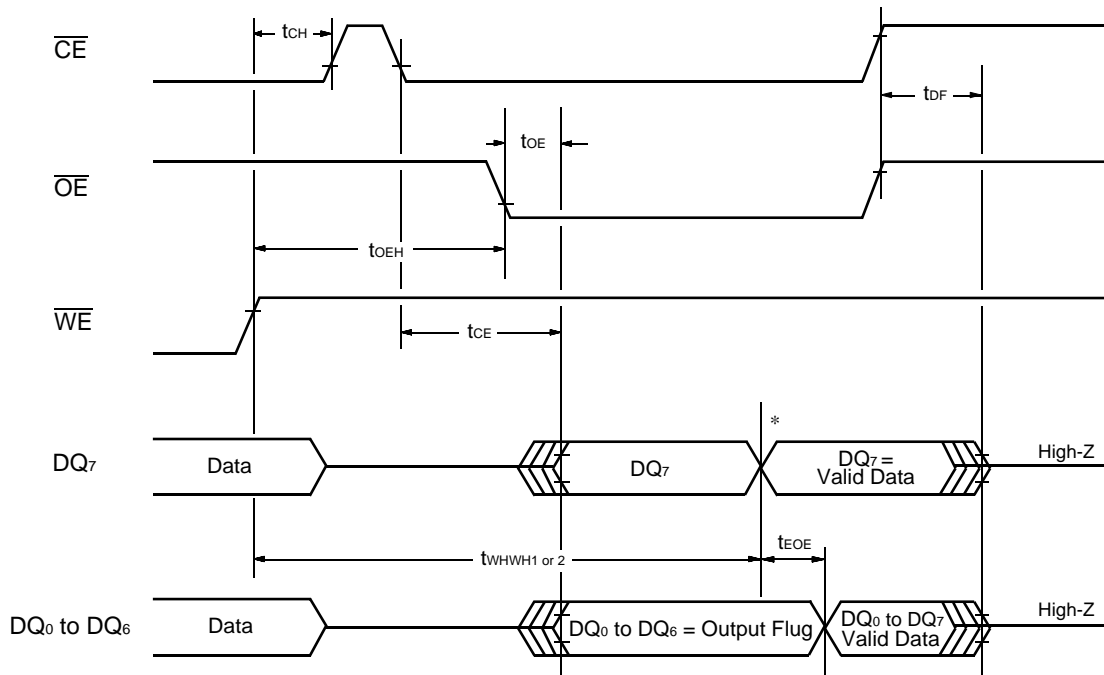 CE
tCH
tDF
tOE
OE
tOEH
WE
tCE
*
DQ7
Data
DQ7
DQ7 =
Valid Data
High-Z
tEOE
tWHWH1 or 2
DQ0 to DQ6
Data
DQ0 to DQ6 = Output Flug
DQ0 to DQ7
Valid Data
High-Z